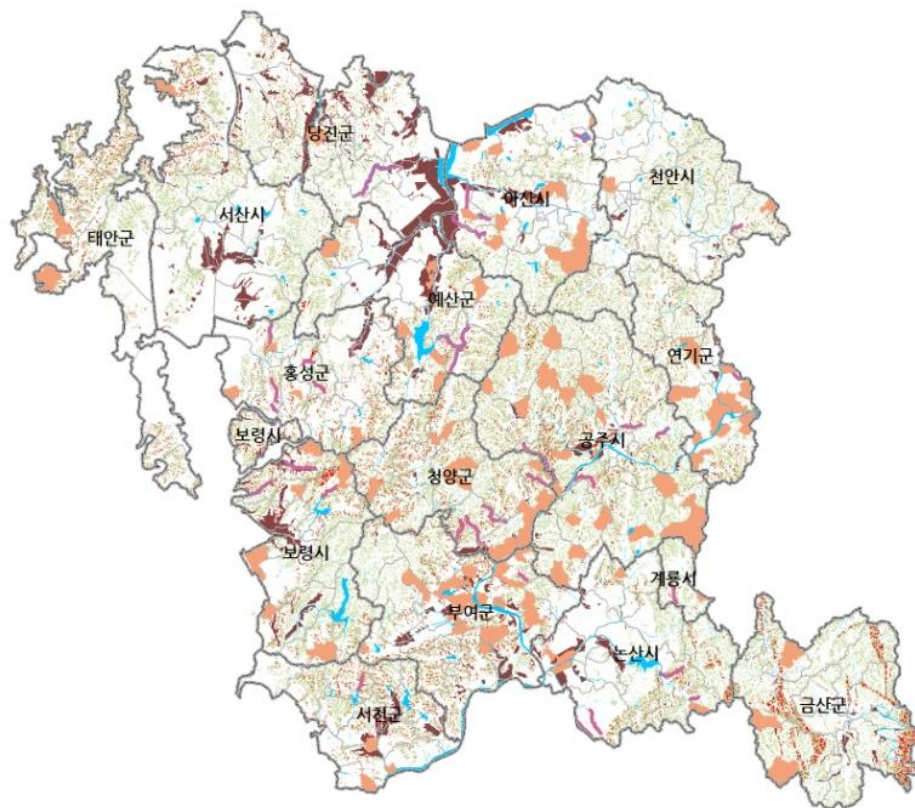 당진군
천안시
아산시
서산시
태안군
예산군
연기군
홍성군
보령시
공주시
청양군
보령시
계룡시
부여군
논산시
금산군
서천군